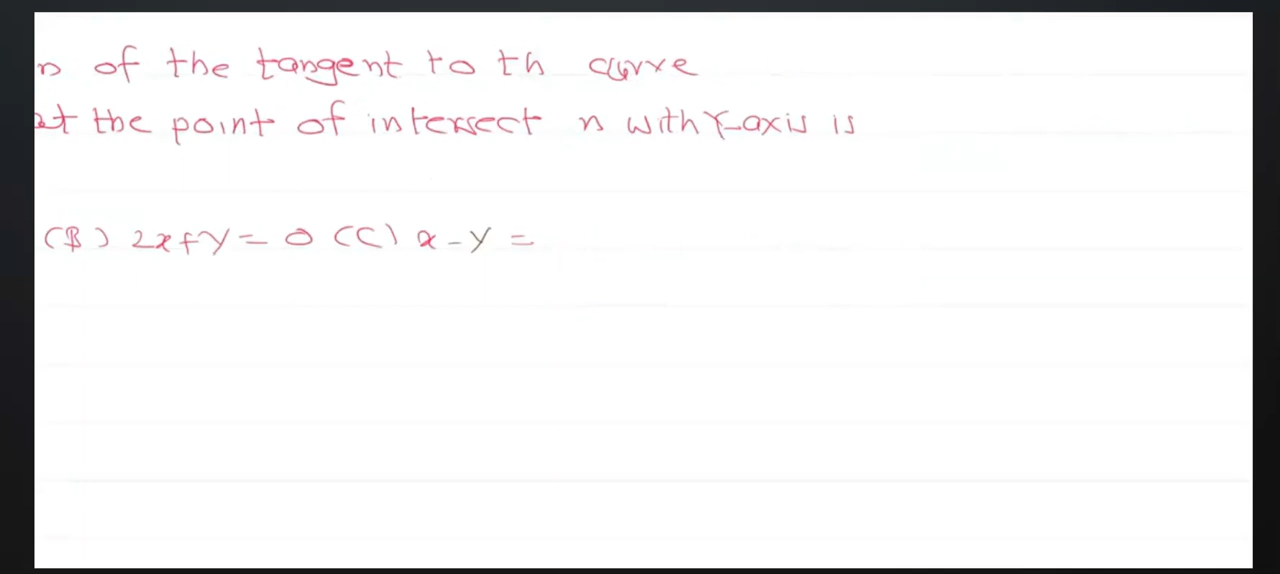 n of the tangent to th curve
at the point of intersect n with Y-axis is
(B) 2x+y=0 (C) x-y=